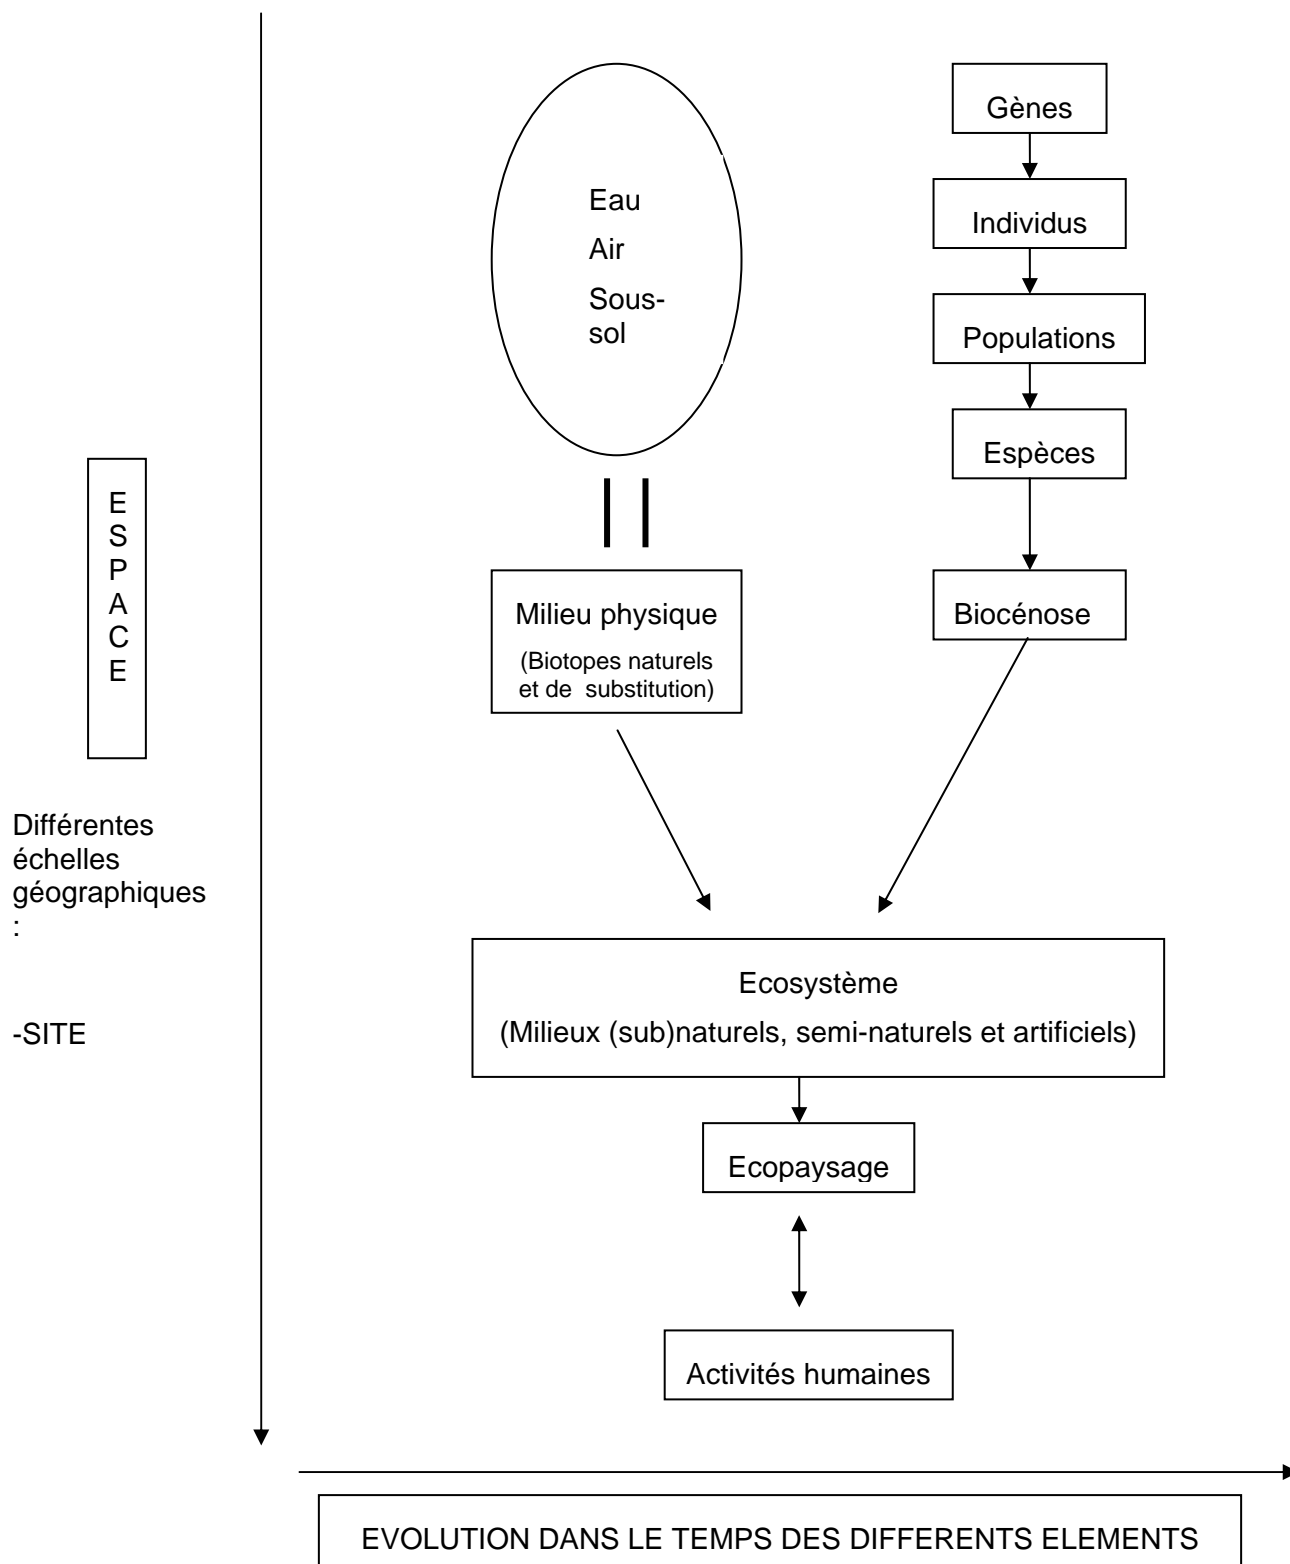 Gènes
Individus
Populations
Espèces
Biocénose
Eau
Air
Sous-
sol
Milieu physique
(Biotopes naturels
et de substitution)
E
S
P
A
C
E
Différentes
échelles
géographiques
:
-SITE
Ecosystème
(Milieux (sub)naturels, semi-naturels et artificiels)
Ecopaysage
Activités humaines
EVOLUTION DANS LE TEMPS DES DIFFERENTS ELEMENTS